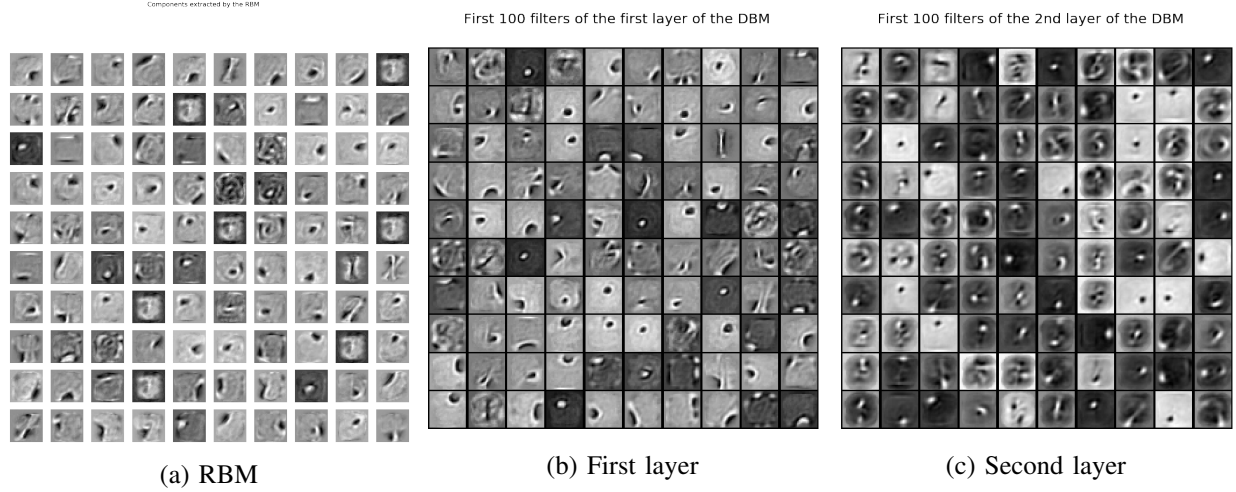 Components extracted by the RBM
First 100 filters of the first layer of the DBM
First 100 filters of the 2nd layer of the DBM
(a) RBM
(b) First layer
(c) Second layer